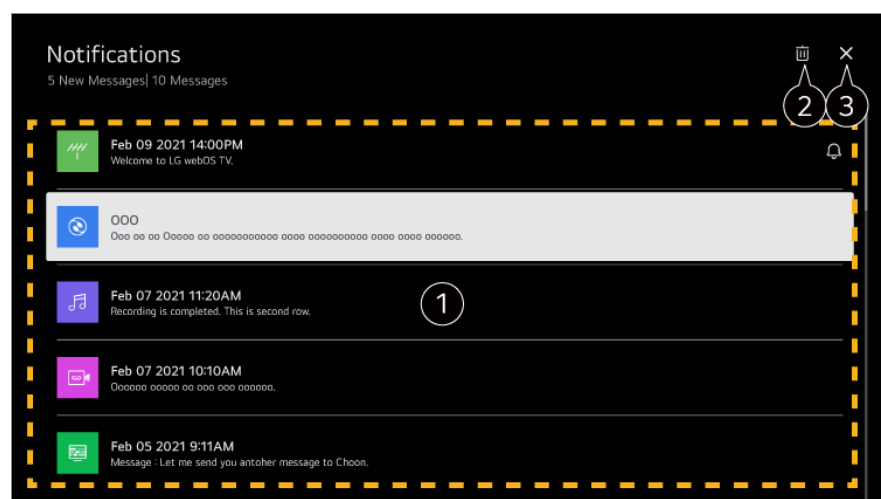 Notifications
5 New Messages| 10 Messages
2
3
Feb 09 2021 14:00PM
Welcome to LG webOS TV.
OOO
Ooo oo oo Ooooo oo ooooooooooo oooo oooooooooo oooo oooo oooooo.
Feb 07 2021 11:20AM
Recording is completed. This is second row.
1
Feb 07 2021 10:10AM
Oooooo ooooo oo ooo ooo oooooo.
Feb 05 2021 9:11AM
Message : Let me send you antoher message to Choon.